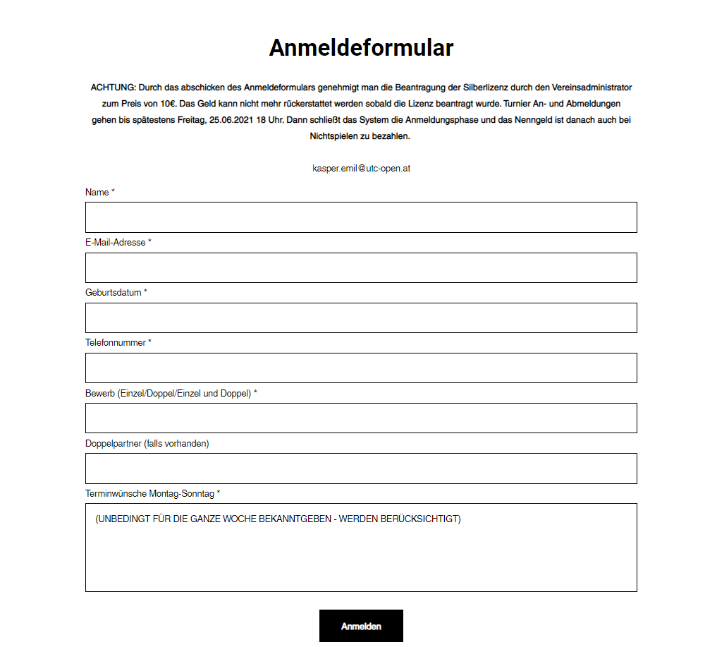 Anmeldeformular
ACHTUNG: Durch das abschicken des Anmeldeformulars genehmigt man die Beantragung der Silberlizenz durch den Vereinsadministrator
zum Preis von 10€. Das Geld kann nicht mehr rückerstattet werden sobald die Lizenz beantragt wurde. Turnier An- und Abmeldungen
gehen bis spätestens Freitag, 25.06.2021 18 Uhr. Dann schließt das System die Anmeldungsphase und das Nenngeld ist danach auch bei
Nichtspielen zu bezahlen.
kasper.emil@utc-open.at
Name *
E-Mail-Adresse *
Geburtsdatum *
Telefonnummer *
Bewerb (Einzel/Doppel/Einzel und Doppel) *
Doppelpartner (falls vorhanden)
Terminwünsche Montag-Sonntag *
(UNBEDINGT FÜR DIE GANZE WOCHE BEKANNTGEBEN - WERDEN BERÜCKSICHTIGT)
Anmelden